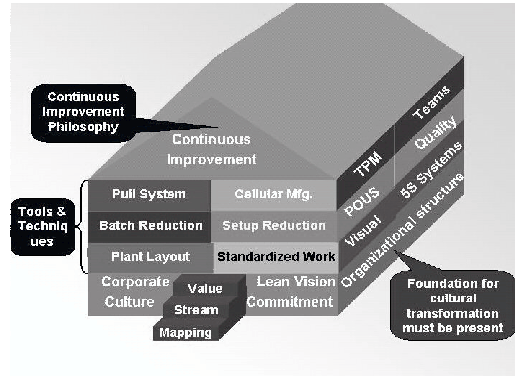 Continuous
Improvement
Philosophy
Continuous
Improvement
Teams
TPM
Quality
POUS
5S Systems
Visual
Organizational structure
Tools &
Techniq
ues
Pull System
Cellular Mfg.
Batch Reduction
Setup Reduction
Plant Layout
Standardized Work
Corporate
Culture
Value
Stream
Mapping
Lean Vision
Commitment
Foundation for
cultural
transformation
must be present